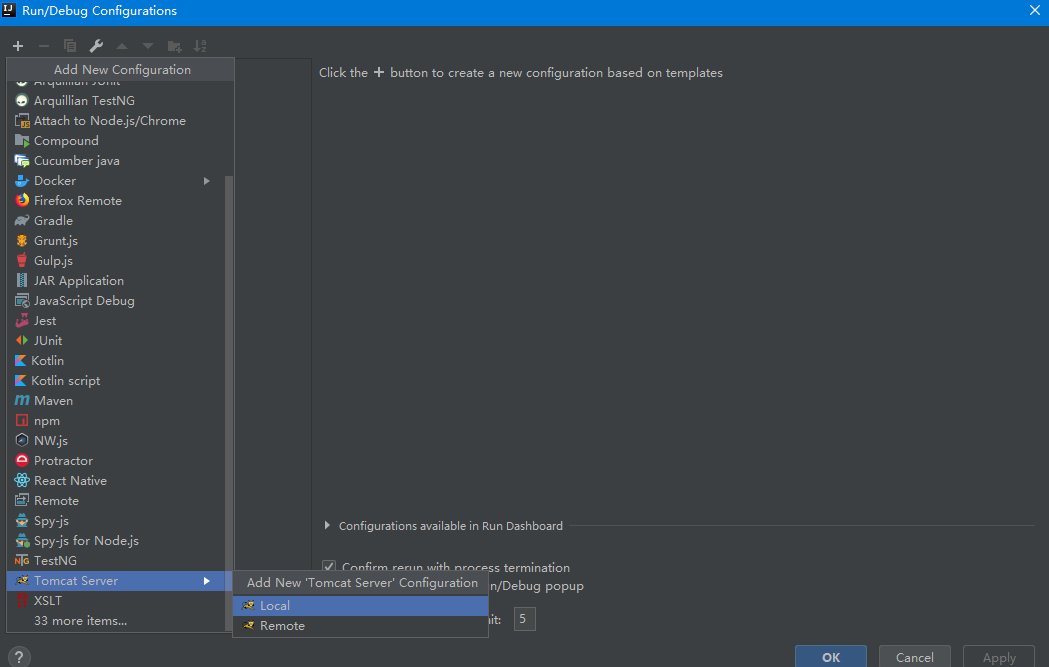 Run/Debug Configurations
Add New Configuration
Click the + button to create a new configuration based on templates
Arquillian JUnit
Arquillian TestNG
Attach to Node.js/Chrome
Compound
Cucumber java
Docker
Firefox Remote
Gradle
Grunt.js
Gulp.js
JAR Application
JavaScript Debug
Jest
JUnit
Kotlin
Kotlin script
Maven
npm
NW.js
Protractor
React Native
Remote
Spy-js
Spy-js for Node.js
TestNG
Tomcat Server
XSLT
33 more items...
Configurations available in Run Dashboard
Confirm rerun with process termination
Add New 'Tomcat Server' Configuration
n/Debug popup
Local
Remote
it:
5
?
OK
Cancel
Apply